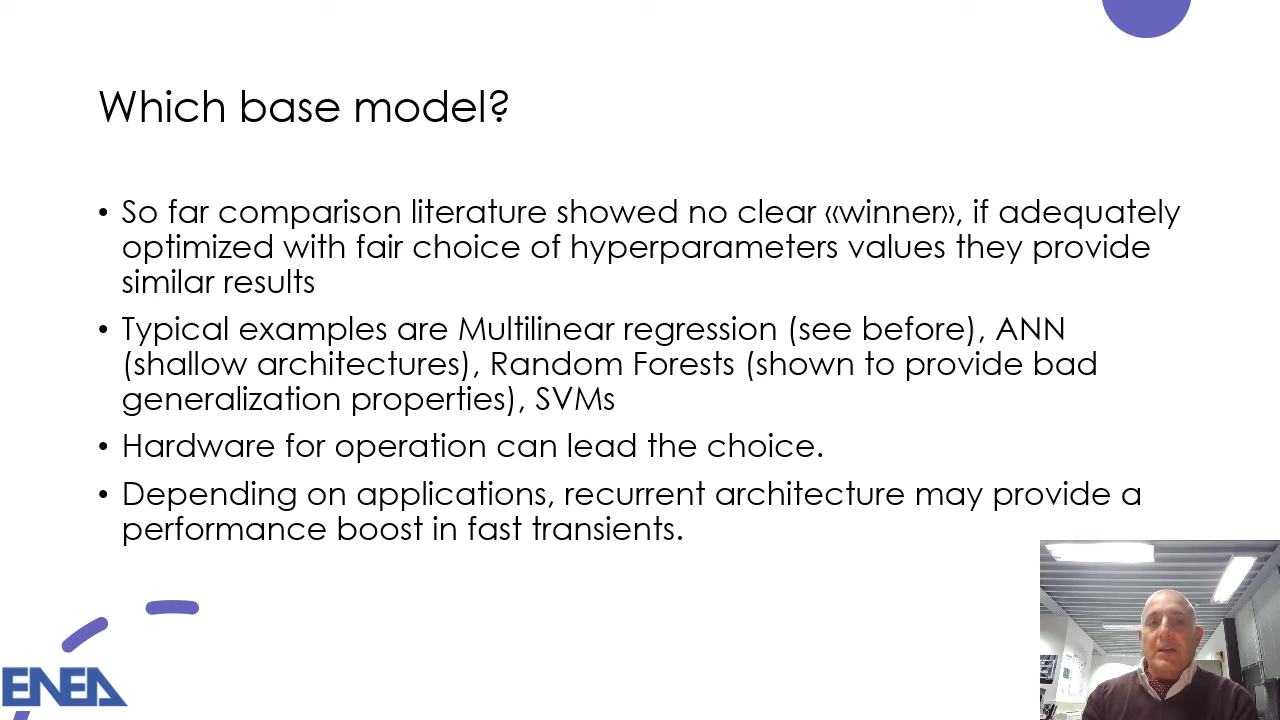 Which base model?
• So far comparison literature showed no clear «winner», if adequately
optimized with fair choice of hyperparameters values they provide
similar results
• Typical examples are Multilinear regression (see before), ANN
(shallow architectures), Random Forests (shown to provide bad
generalization properties), SVMs
• Hardware for operation can lead the choice.
• Depending on applications, recurrent architecture may provide a
performance boost in fast transients.
ENEA